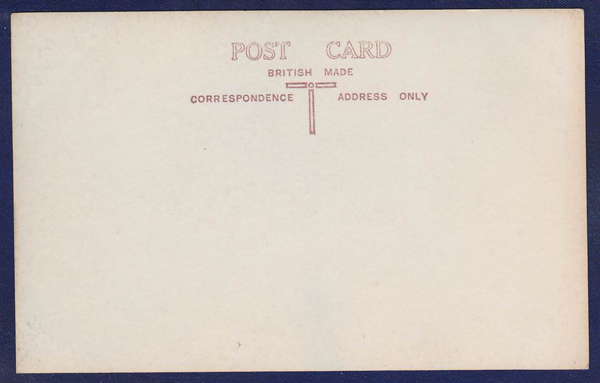 POST CARD
BRITISH MADE
CORRESPONDENCE ADDRESS ONLY